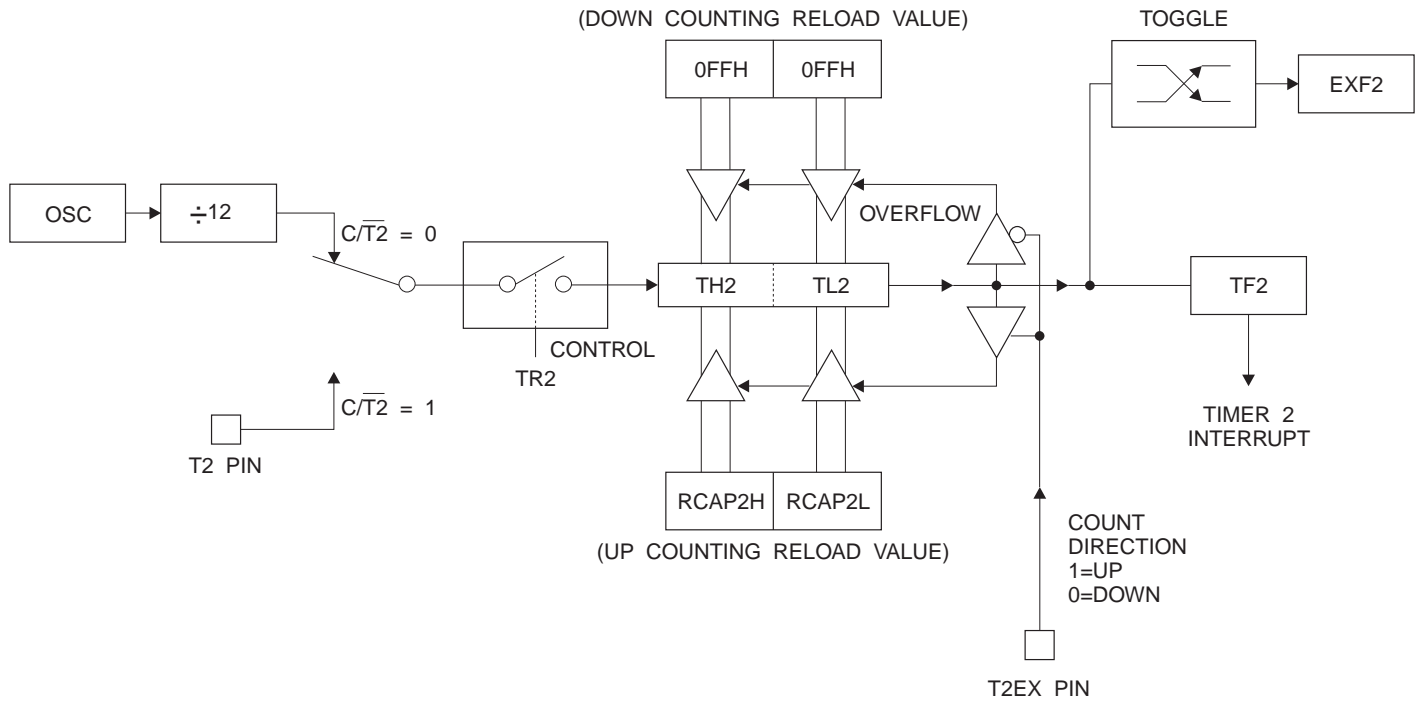 (DOWN COUNTING RELOAD VALUE)
TOGGLE
0FFH
0FFH
EXF2
OSC
÷12
OVERFLOW
C/T2̅ = 0
TH2
TL2
TF2
CONTROL
TR2
C/T2̅ = 1
T2 PIN
TIMER 2
INTERRUPT
RCAP2H
RCAP2L
(UP COUNTING RELOAD VALUE)
COUNT
DIRECTION
1=UP
0=DOWN
T2EX PIN